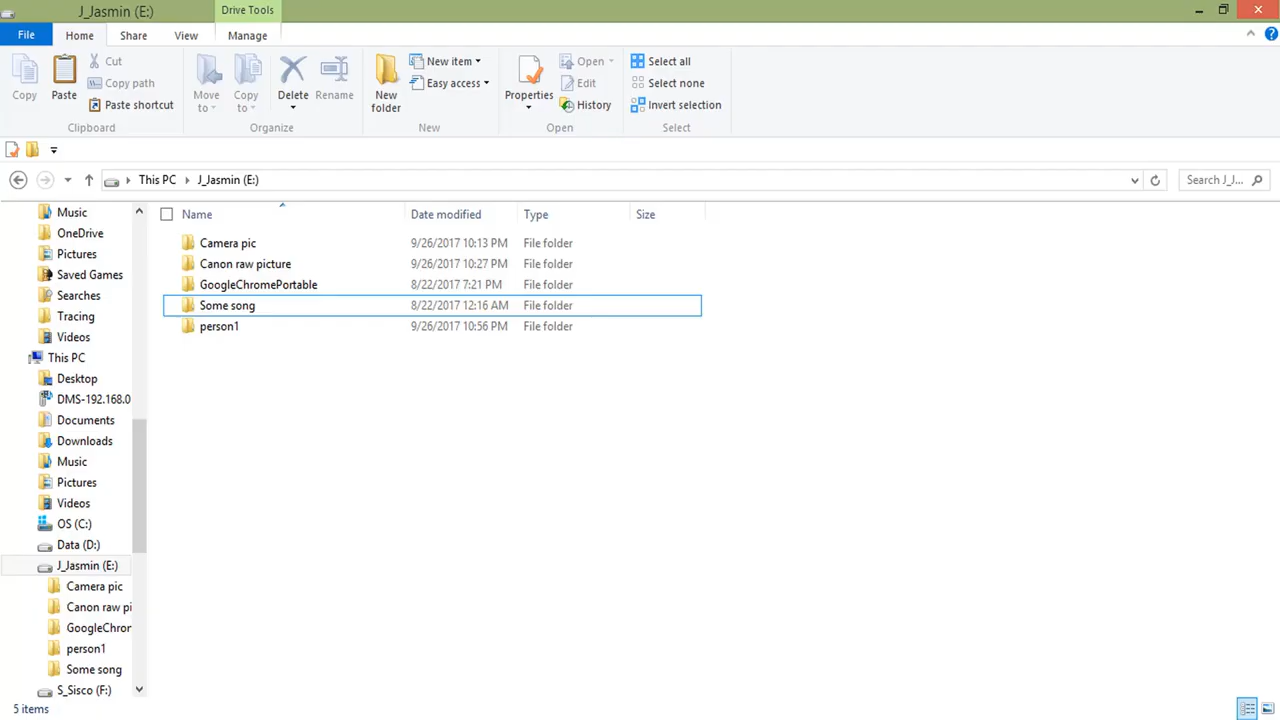 J_Jasmin (E:)
Drive Tools
File
Home
Share
View
Manage
Copy
Paste
Cut
Copy path
Paste shortcut
Clipboard
Move to
Copy to
Delete
Rename
Organize
New folder
New item
Easy access
New
Properties
Open
Edit
History
Open
Select all
Select none
Invert selection
Select
This PC
J_Jasmin (E:)
Search J_J...
Music
OneDrive
Pictures
Saved Games
Searches
Tracing
Videos
This PC
Desktop
DMS-192.168.0
Documents
Downloads
Music
Pictures
Videos
OS (C:)
Data (D:)
J_Jasmin (E:)
Camera pic
Canon raw pi
GoogleChror
person1
Some song
S_Sisco (F:)
Name Date modified Type Size
Camera pic 9/26/2017 10:13 PM File folder
Canon raw picture 9/26/2017 10:27 PM File folder
GoogleChromePortable 8/22/2017 7:21 PM File folder
Some song 8/22/2017 12:16 AM File folder
person1 9/26/2017 10:56 PM File folder
5 items